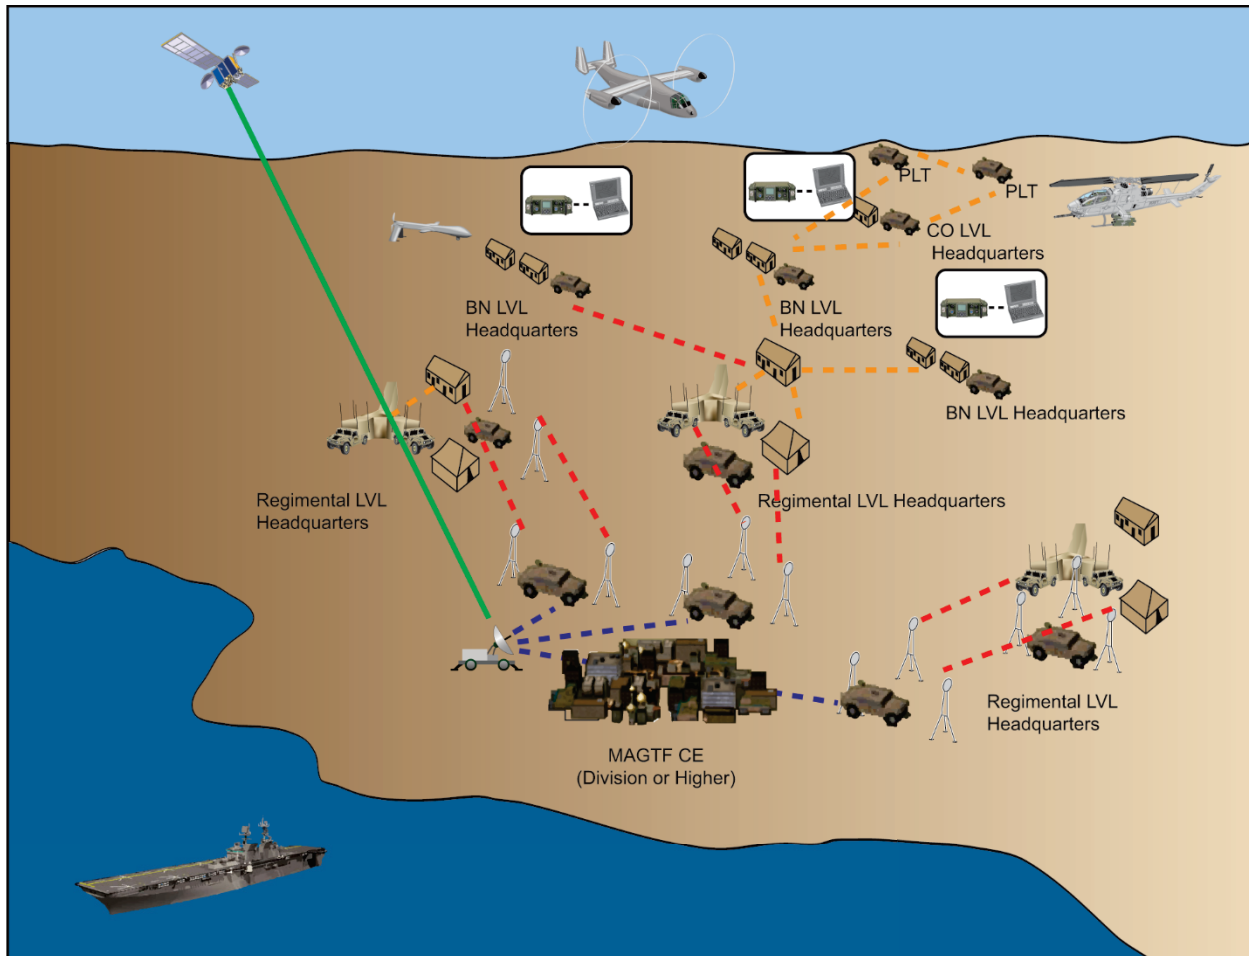 PLT
PLT
CO LVL
Headquarters
BN LVL
Headquarters
BN LVL
Headquarters
BN LVL Headquarters
Regimental LVL
Headquarters
Regimental LVL Headquarters
Regimental LVL
Headquarters
MAGTF CE
(Division or Higher)